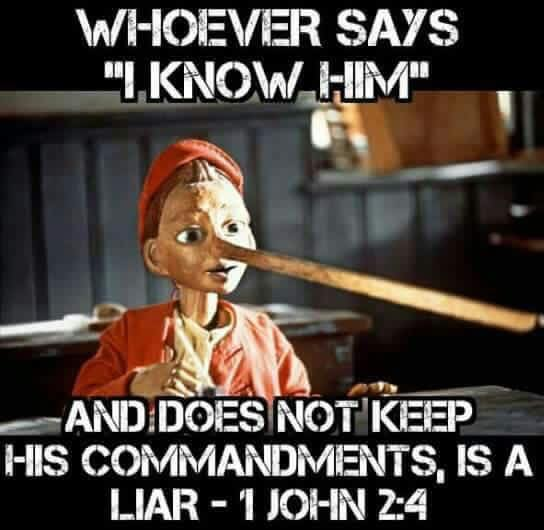 WHOEVER SAYS
"I KNOW HIM"
AND DOES NOT KEEP
HIS COMMANDMENTS, IS A
LIAR - 1 JOHN 2:4